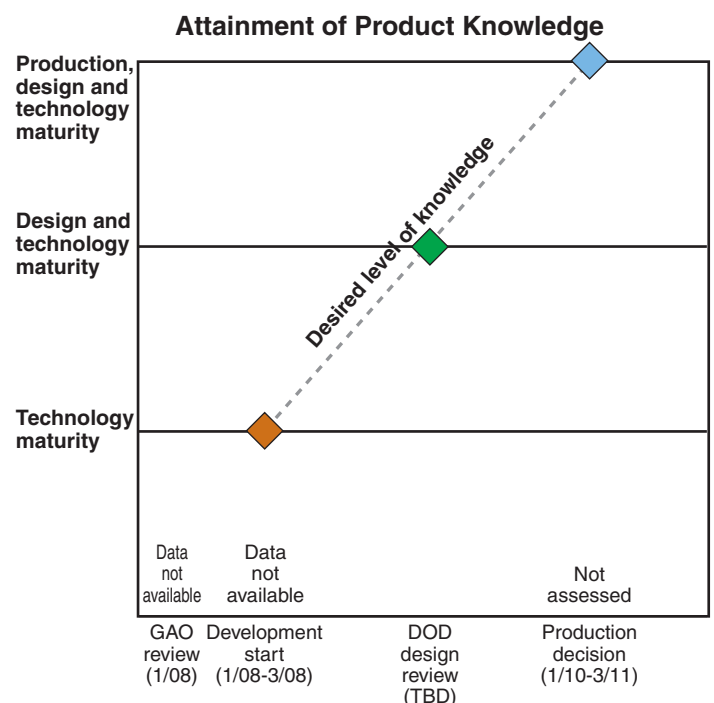 Attainment of Product Knowledge
Production,
design and
technology
maturity
Design and
technology
maturity
Technology
maturity
Desired level of knowledge
Data
not
available
Data
not
available
Not
assessed
GAO
review
(1/08)
Development
start
(1/08-3/08)
DOD
design
review
(TBD)
Production
decision
(1/10-3/11)